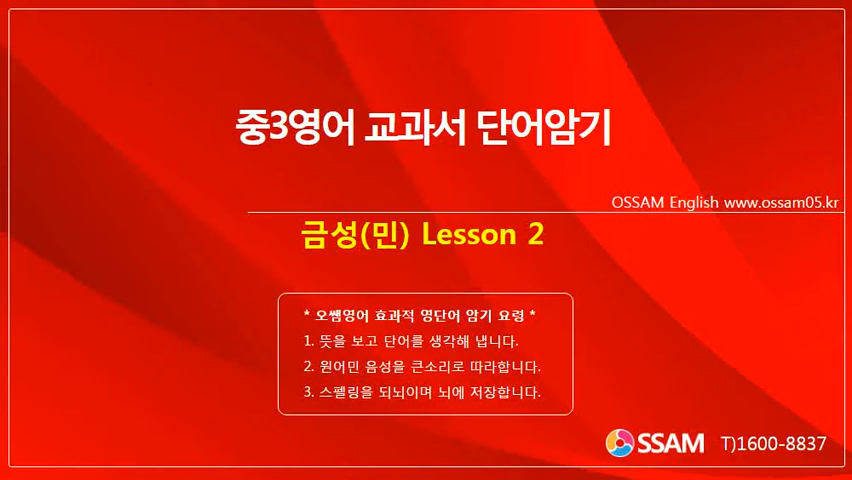 중3영어 교과서 단어암기
OSSAM English www.ossam05.kr
금성(민) Lesson 2
* 오쌤영어 효과적 영단어 암기 요령 *
1. 뜻을 보고 단어를 생각해 냅니다.
2. 원어민 음성을 큰소리로 따라합니다.
3. 스펠링을 되뇌이며 뇌에 저장합니다.
OSSAM T)1600-8837